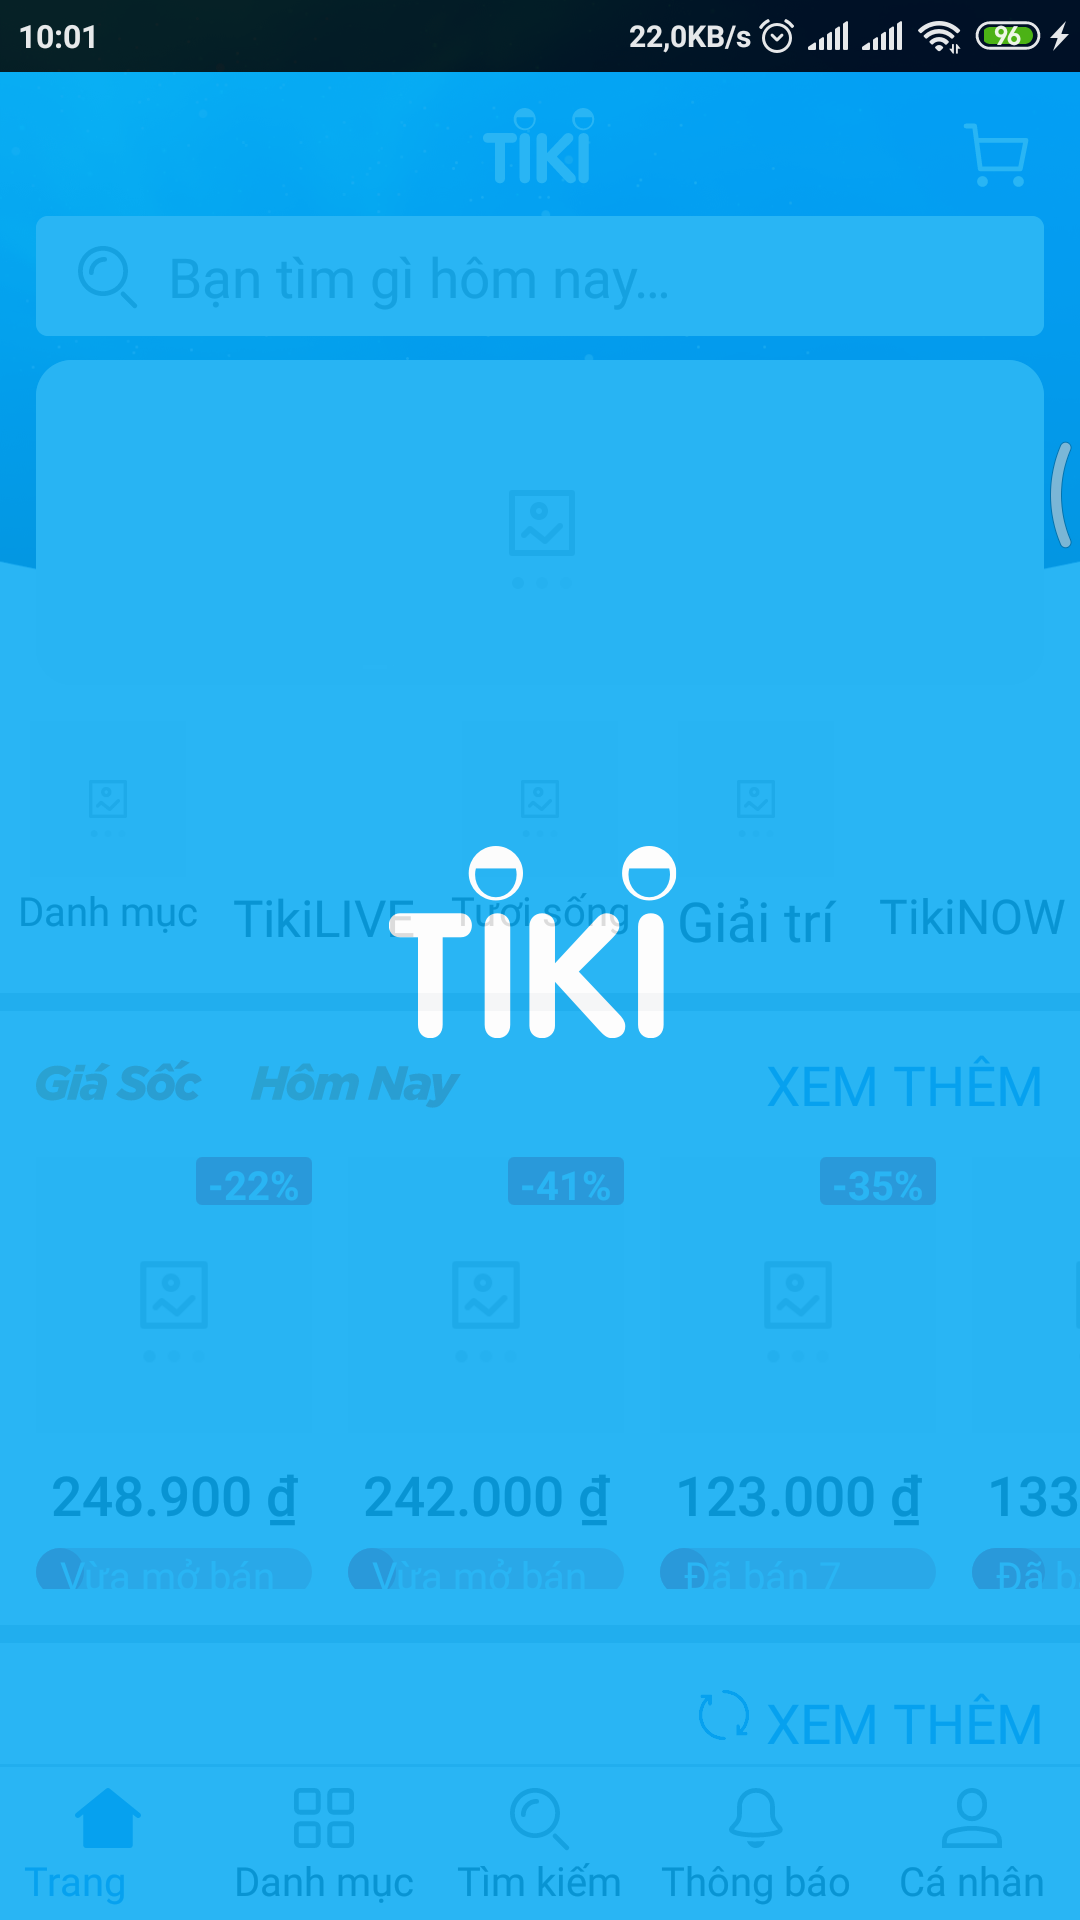 10:01 22,0KB/s 96
TIKI
Bạn tìm gì hôm nay...
TIKI
Danh mục TikiLIVE Tươi sống Giải trí TikiNOW
Giá Sốc Hôm Nay XEM THÊM
-22% -41% -35%
248.900 ₫ 242.000 ₫ 123.000 ₫ 133
Vừa mở bán Vừa mở bán Đã bán 7 Đã b
XEM THÊM
Trang Danh mục Tìm kiếm Thông báo Cá nhân